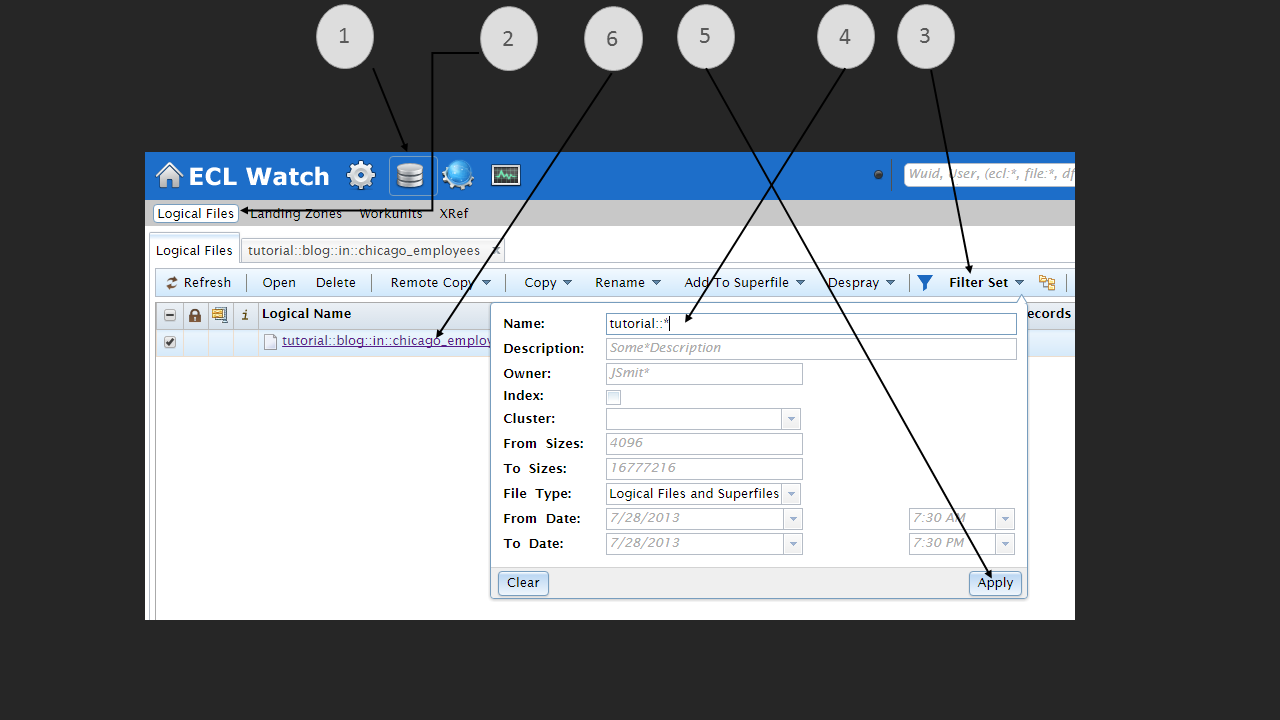 1 2 6 5 4 3
ECL Watch
Wuid, User, (ecl:*, file:*, df
Logical Files Landing Zones Workunits XRef
Logical Files tutorial::blog::in::chicago_employees ×
Refresh Open Delete Remote Copy Copy Rename Add To Superfile Despray Filter Set
i Logical Name ecords
tutorial::blog::in::chicago_employ
Name: tutorial::*
Description: Some*Description
Owner: JSmit*
Index:
Cluster:
From Sizes: 4096
To Sizes: 16777216
File Type: Logical Files and Superfiles
From Date: 7/28/2013 7:30 AM
To Date: 7/28/2013 7:30 PM
Clear Apply